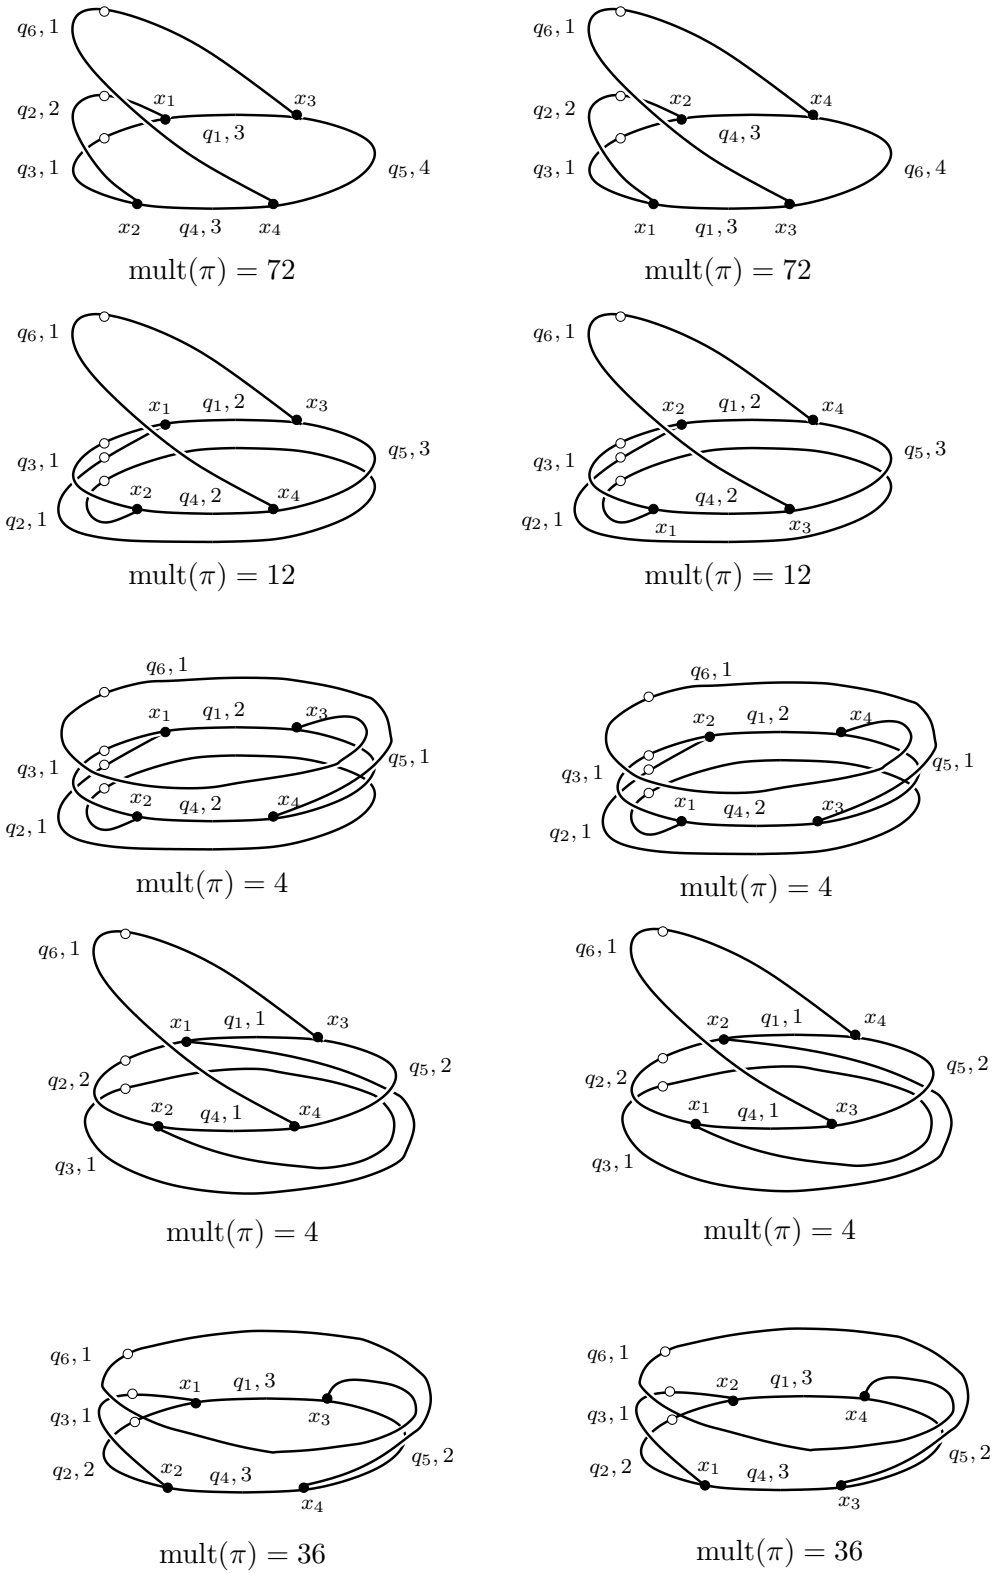 q₆, 1 q₆, 1
q₂, 2 x₁ x₃ q₂, 2 x₂ x₄
q₁, 3 q₄, 3
q₃, 1 q₅, 4 q₃, 1 q₆, 4
x₂ q₄, 3 x₄ x₁ q₁, 3 x₃
mult(π) = 72 mult(π) = 72
q₆, 1 q₆, 1
x₁ q₁, 2 x₃ x₂ q₁, 2 x₄
q₃, 1 q₅, 3 q₃, 1 q₅, 3
x₂ q₄, 2 x₄ q₄, 2
q₂, 1 q₂, 1 x₁ x₃
mult(π) = 12 mult(π) = 12
q₆, 1 q₆, 1
x₁ q₁, 2 x₃ x₂ q₁, 2 x₄
q₃, 1 q₅, 1 q₃, 1 q₅, 1
x₂ q₄, 2 x₄ x₁ q₄, 2 x₃
q₂, 1 q₂, 1
mult(π) = 4 mult(π) = 4
q₆, 1 q₆, 1
x₁ q₁, 1 x₃ x₂ q₁, 1 x₄
q₂, 2 q₅, 2 q₂, 2 q₅, 2
x₂ q₄, 1 x₄ x₁ q₄, 1 x₃
q₃, 1 q₃, 1
mult(π) = 4 mult(π) = 4
q₆, 1 q₆, 1
x₁ q₁, 3 x₂ q₁, 3
q₃, 1 x₃ q₃, 1 x₄
q₂, 2 x₂ q₄, 3 q₅, 2 q₂, 2 x₁ q₄, 3 q₅, 2
x₄ x₃
mult(π) = 36 mult(π) = 36